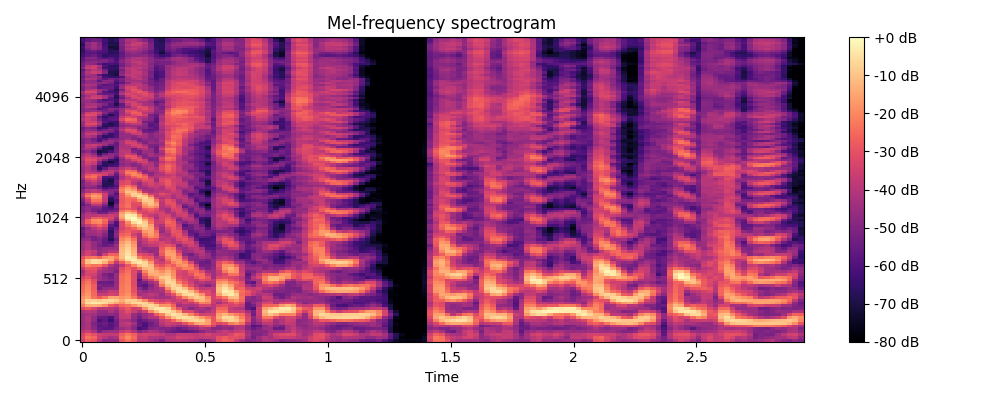 Mel-frequency spectrogram
+0 dB
-10 dB
-20 dB
-30 dB
-40 dB
-50 dB
-60 dB
-70 dB
-80 dB
4096
2048
1024
512
0
Hz
0
0.5
1
1.5
2
2.5
Time